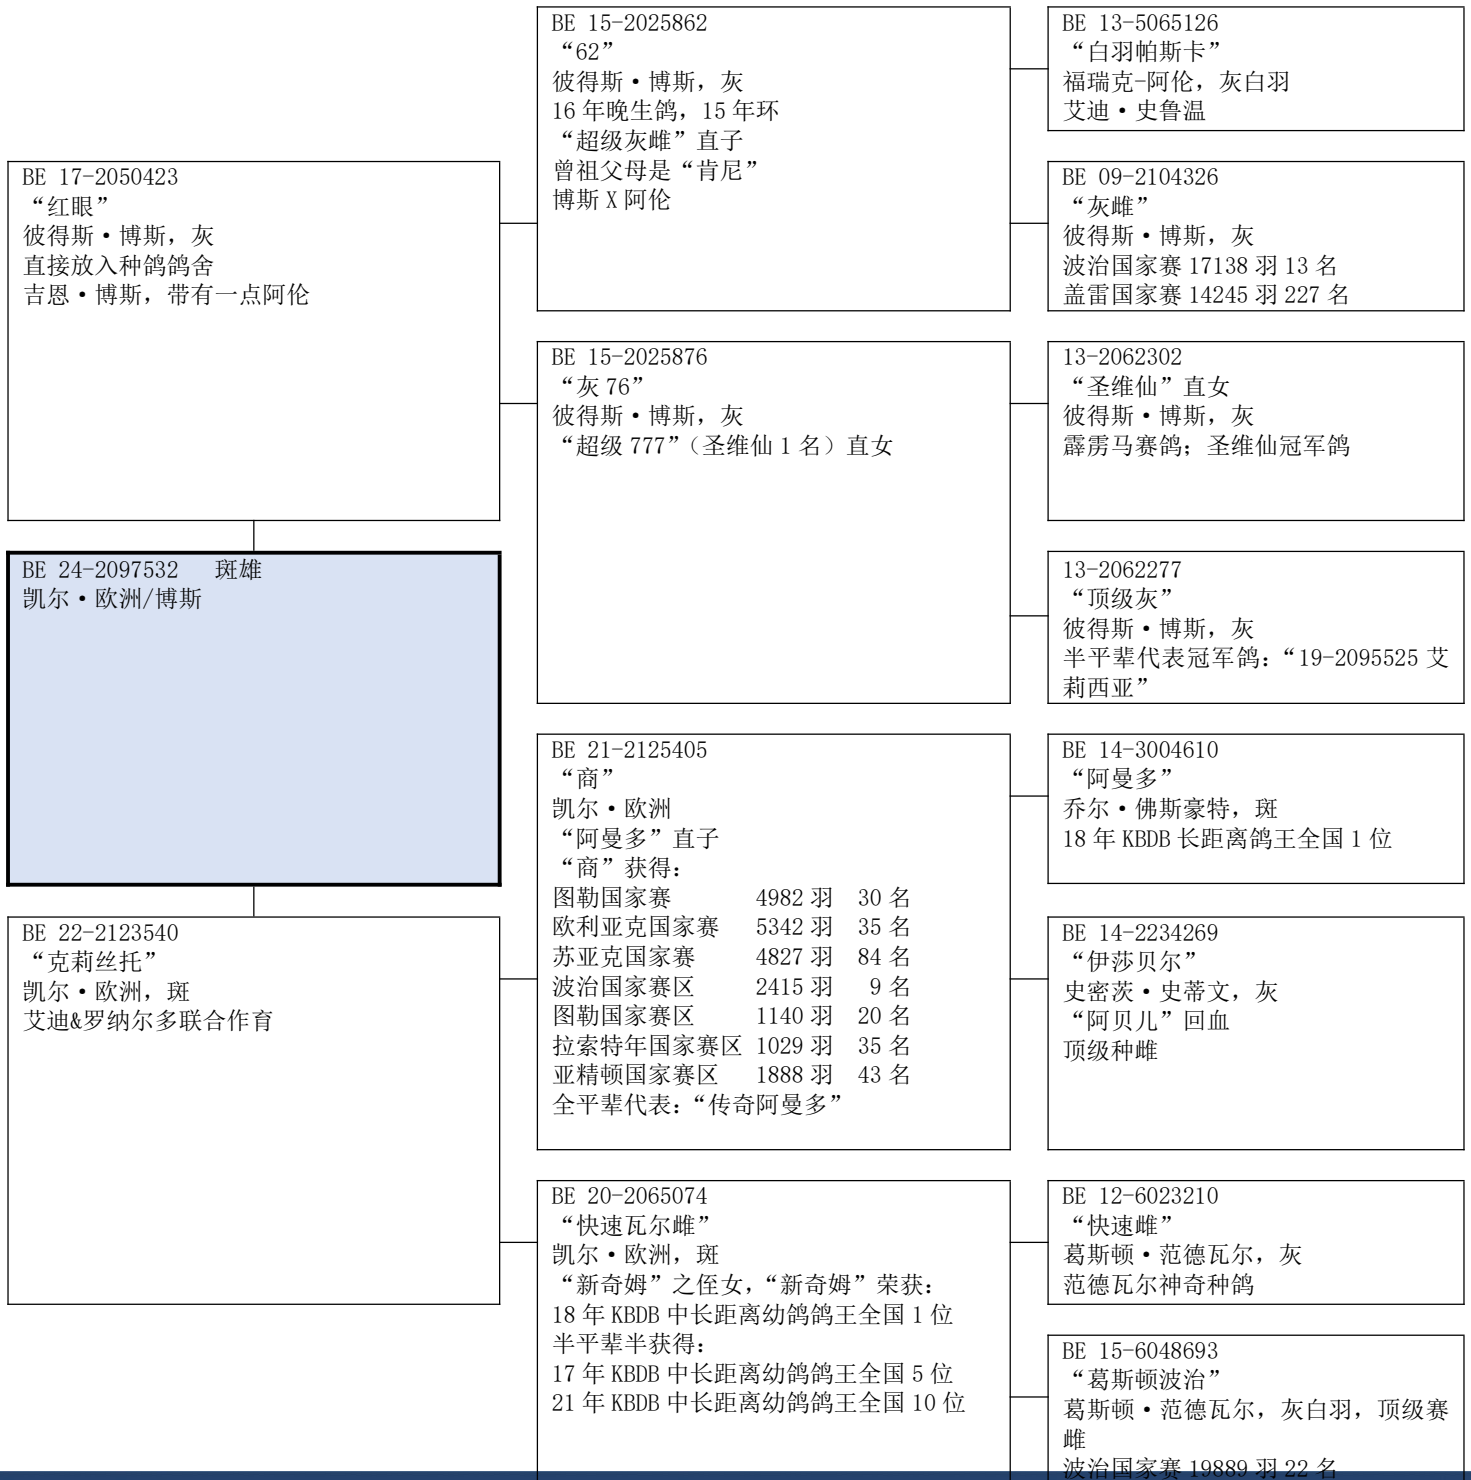 BE 17-2050423
“红眼”
彼得斯·博斯，灰
直接放入种鸽鸽舍
吉恩·博斯，带有一点阿伦
BE 24-2097532 斑雄
凯尔·欧洲/博斯
BE 22-2123540
“克莉丝托”
凯尔·欧洲，斑
艾迪&罗纳尔多联合作育
BE 15-2025862
“62”
彼得斯·博斯，灰
16 年晚生鸽，15 年环
“超级灰雌”直子
曾祖父母是“肯尼”
博斯 X 阿伦
BE 15-2025876
“灰 76”
彼得斯·博斯，灰
“超级 777”（圣维仙 1 名）直女
BE 21-2125405
“商”
凯尔·欧洲
“阿曼多”直子
“商”获得：
图勒国家赛 4982 羽 30 名
欧利亚克国家赛 5342 羽 35 名
苏亚克国家赛 4827 羽 84 名
波治国家赛区 2415 羽 9 名
图勒国家赛区 1140 羽 20 名
拉索特年国家赛区 1029 羽 35 名
亚精顿国家赛区 1888 羽 43 名
全平辈代表：“传奇阿曼多”
BE 20-2065074
“快速瓦尔雌”
凯尔·欧洲，斑
“新奇姆”之侄女，“新奇姆”荣获：
18 年 KBDB 中长距离幼鸽鸽王全国 1 位
半平辈半获得：
17 年 KBDB 中长距离幼鸽鸽王全国 5 位
21 年 KBDB 中长距离幼鸽鸽王全国 10 位
BE 13-5065126
“白羽帕斯卡”
福瑞克-阿伦，灰白羽
艾迪·史鲁温
BE 09-2104326
“灰雌”
彼得斯·博斯，灰
波治国家赛 17138 羽 13 名
盖雷国家赛 14245 羽 227 名
13-2062302
“圣维仙”直女
彼得斯·博斯，灰
霹雳马赛鸽；圣维仙冠军鸽
13-2062277
“顶级灰”
彼得斯·博斯，灰
半平辈代表冠军鸽：“19-2095525 艾
莉西亚”
BE 14-3004610
“阿曼多”
乔尔·佛斯豪特，斑
18 年 KBDB 长距离鸽王全国 1 位
BE 14-2234269
“伊莎贝尔”
史密茨·史蒂文，灰
“阿贝儿”回血
顶级种雌
BE 12-6023210
“快速雌”
葛斯顿·范德瓦尔，灰
范德瓦尔神奇种鸽
BE 15-6048693
“葛斯顿波治”
葛斯顿·范德瓦尔，灰白羽，顶级赛
雌
波治国家赛 19889 羽 22 名